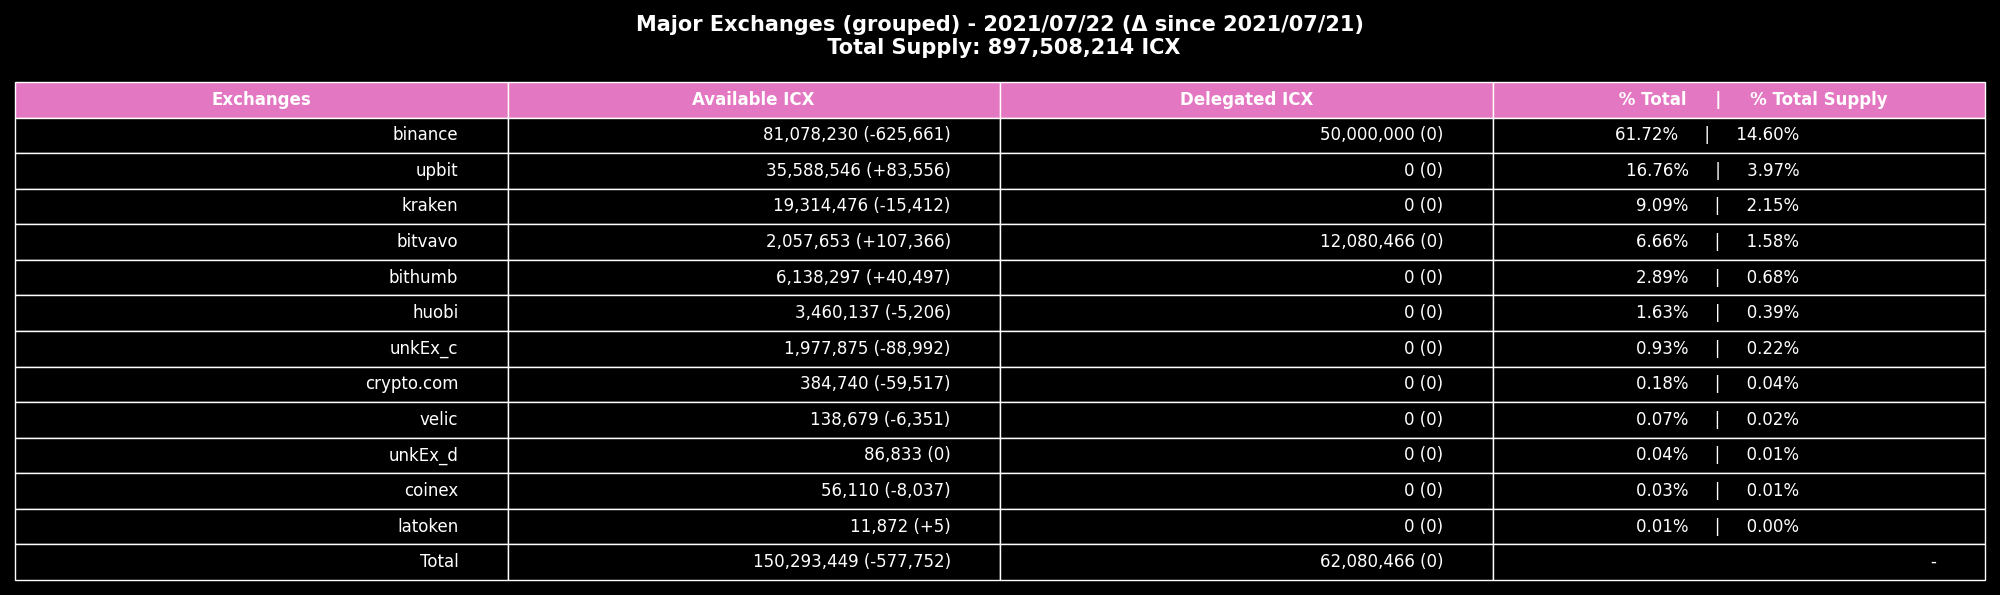 Major Exchanges (grouped) - 2021/07/22 (Δ since 2021/07/21)
Total Supply: 897,508,214 ICX
Exchanges Available ICX Delegated ICX % Total | % Total Supply
binance 81,078,230 (-625,661) 50,000,000 (0) 61.72% | 14.60%
upbit 35,588,546 (+83,556) 0 (0) 16.76% | 3.97%
kraken 19,314,476 (-15,412) 0 (0) 9.09% | 2.15%
bitvavo 2,057,653 (+107,366) 12,080,466 (0) 6.66% | 1.58%
bithumb 6,138,297 (+40,497) 0 (0) 2.89% | 0.68%
huobi 3,460,137 (-5,206) 0 (0) 1.63% | 0.39%
unkEx_c 1,977,875 (-88,992) 0 (0) 0.93% | 0.22%
crypto.com 384,740 (-59,517) 0 (0) 0.18% | 0.04%
velic 138,679 (-6,351) 0 (0) 0.07% | 0.02%
unkEx_d 86,833 (0) 0 (0) 0.04% | 0.01%
coinex 56,110 (-8,037) 0 (0) 0.03% | 0.01%
latoken 11,872 (+5) 0 (0) 0.01% | 0.00%
Total 150,293,449 (-577,752) 62,080,466 (0) -